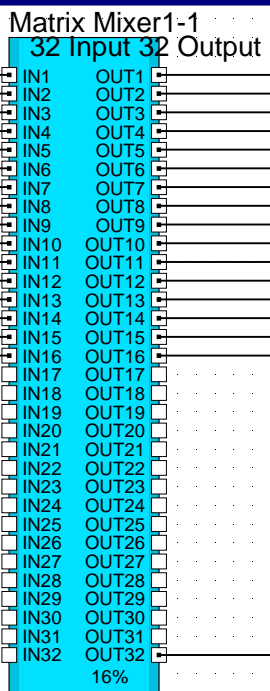 Matrix Mixer1-1
32 Input 32 Output
IN1 OUT1
IN2 OUT2
IN3 OUT3
IN4 OUT4
IN5 OUT5
IN6 OUT6
IN7 OUT7
IN8 OUT8
IN9 OUT9
IN10 OUT10
IN11 OUT11
IN12 OUT12
IN13 OUT13
IN14 OUT14
IN15 OUT15
IN16 OUT16
IN17 OUT17
IN18 OUT18
IN19 OUT19
IN20 OUT20
IN21 OUT21
IN22 OUT22
IN23 OUT23
IN24 OUT24
IN25 OUT25
IN26 OUT26
IN27 OUT27
IN28 OUT28
IN29 OUT29
IN30 OUT30
IN31 OUT31
IN32 OUT32
16%